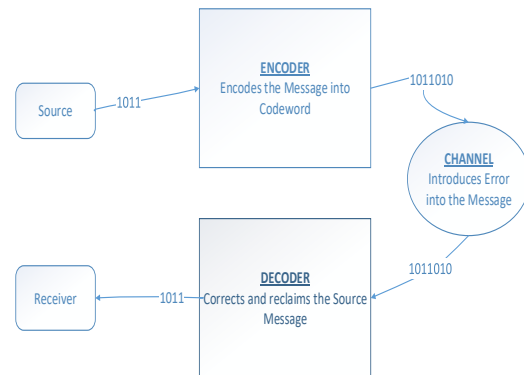 Source
1011
ENCODER
Encodes the Message into
Codeword
1011010
CHANNEL
Introduces Error
into the Message
1011010
DECODER
Corrects and reclaims the Source
Message
1011
Receiver